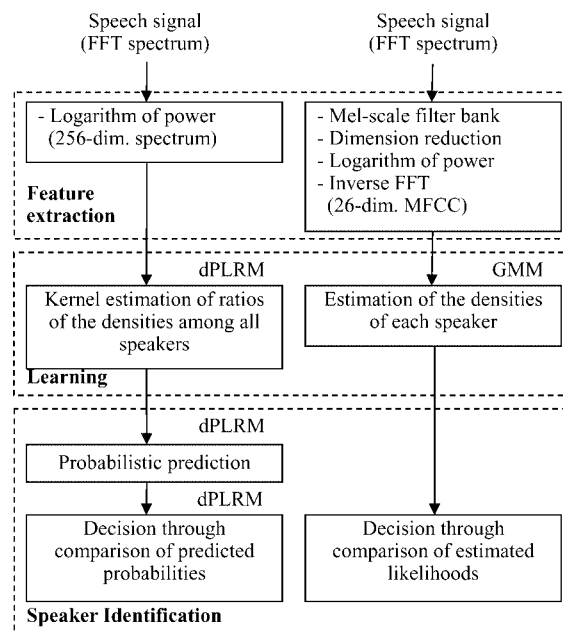 Speech signal
(FFT spectrum)
Speech signal
(FFT spectrum)
- Logarithm of power
(256-dim. spectrum)
- Mel-scale filter bank
- Dimension reduction
- Logarithm of power
- Inverse FFT
(26-dim. MFCC)
Feature
extraction
dPLRM
Kernel estimation of ratios
of the densities among all
speakers
GMM
Estimation of the densities
of each speaker
Learning
dPLRM
Probabilistic prediction
dPLRM
Decision through
comparison of predicted
probabilities
Decision through
comparison of estimated
likelihoods
Speaker Identification